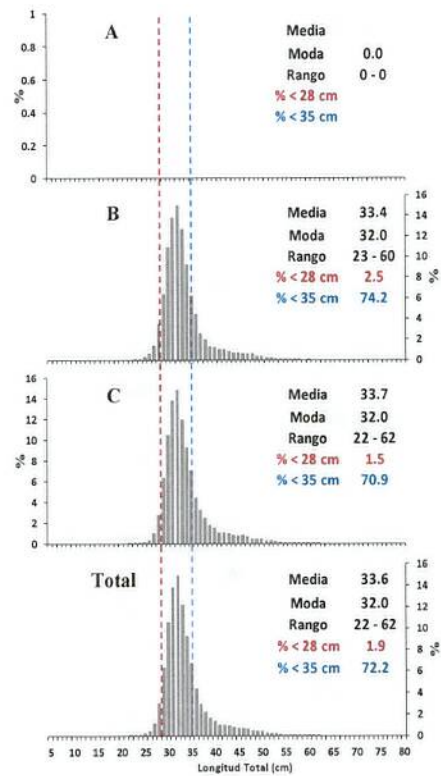 A
Media
Moda 0.0
Rango 0 - 0
% < 28 cm
% < 35 cm
1
0.8
0.6
0.4
0.2
0
%
B
Media 33.4
Moda 32.0
Rango 23 - 60
% < 28 cm 2.5
% < 35 cm 74.2
16
14
12
10
8
6
4
2
0
%
C
Media 33.7
Moda 32.0
Rango 22 - 62
% < 28 cm 1.5
% < 35 cm 70.9
16
14
12
10
8
6
4
2
0
%
Total
Media 33.6
Moda 32.0
Rango 22 - 62
% < 28 cm 1.9
% < 35 cm 72.2
16
14
12
10
8
6
4
2
0
%
5 10 15 20 25 30 35 40 45 50 55 60 65 70 75 80
Longitud Total (cm)